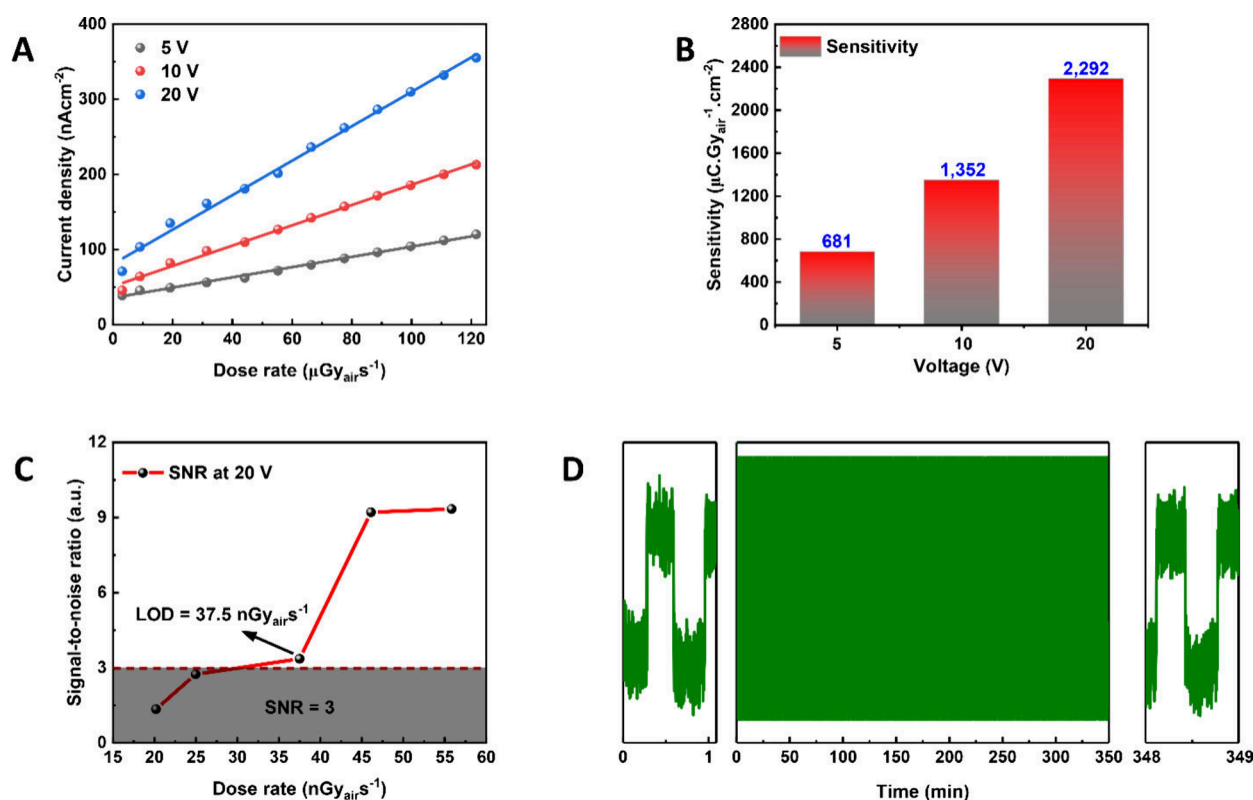 A
400
300
200
100
0
Current density (nAcm⁻²)
5 V
10 V
20 V
0 20 40 60 80 100 120
Dose rate (μGyₐᵢᵣs⁻¹)
B
2800
2400
2000
1600
1200
800
400
0
Sensitivity (μC.Gyₐᵢᵣ⁻¹.cm⁻²)
Sensitivity
681
1,352
2,292
5 10 20
Voltage (V)
C
12
9
6
3
0
Signal-to-noise ratio (a.u.)
SNR at 20 V
LOD = 37.5 nGyₐᵢᵣs⁻¹
SNR = 3
15 20 25 30 35 40 45 50 55 60
Dose rate (nGyₐᵢᵣs⁻¹)
D
0 1
0 50 100 150 200 250 300 350
348 349
Time (min)